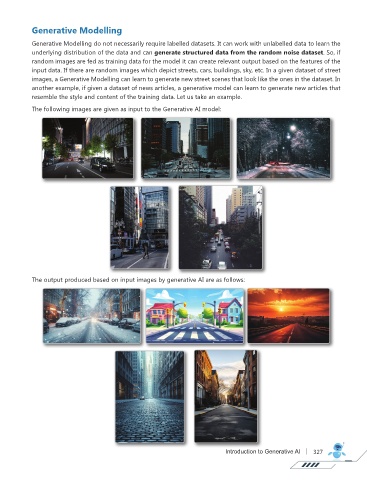 Generative Modelling
Generative Modelling do not necessarily require labelled datasets. It can work with unlabelled data to learn the
underlying distribution of the data and can generate structured data from the random noise dataset. So, if
random images are fed as training data for the model it can create relevant output based on the features of the
input data. If there are random images which depict streets, cars, buildings, sky, etc. In a given dataset of street
images, a Generative Modelling can learn to generate new street scenes that look like the ones in the dataset. In
another example, if given a dataset of news articles, a generative model can learn to generate new articles that
resemble the style and content of the training data. Let us take an example.
The following images are given as input to the Generative AI model:
The output produced based on input images by generative AI are as follows:
Introduction to Generative AI 327